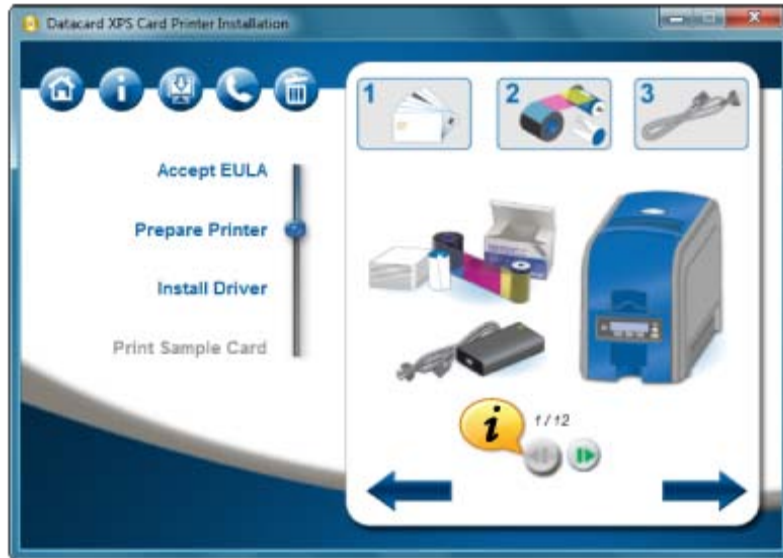 Datacard XPS Card Printer Installation
1
2
3
Accept EULA
Prepare Printer
Install Driver
Print Sample Card
i
1 / 12